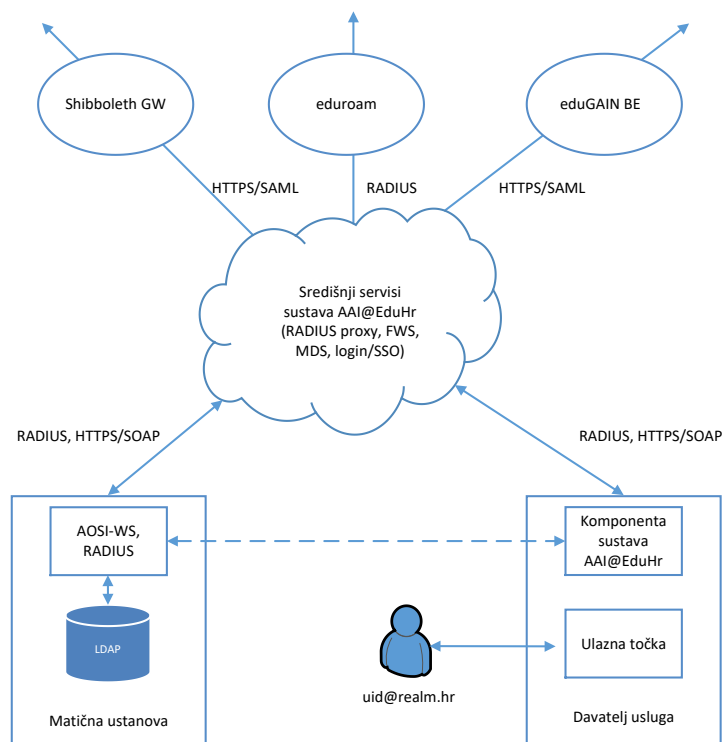 Shibboleth GW
eduroam
eduGAIN BE
HTTPS/SAML
RADIUS
HTTPS/SAML
Središnji servisi
sustava AAI@EduHr
(RADIUS proxy, FWS,
MDS, login/SSO)
RADIUS, HTTPS/SOAP
RADIUS, HTTPS/SOAP
AOSI-WS,
RADIUS
Komponenta
sustava
AAI@EduHr
LDAP
Ulazna točka
uid@realm.hr
Matična ustanova
Davatelj usluga